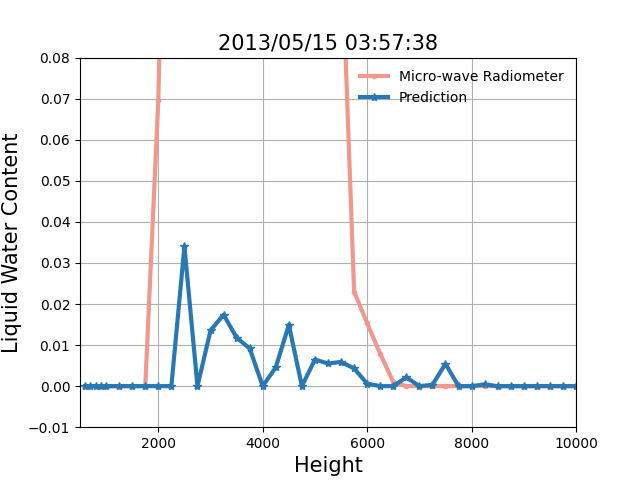 2013/05/15 03:57:38
Micro-wave Radiometer
Prediction
Liquid Water Content
0.08
0.07
0.06
0.05
0.04
0.03
0.02
0.01
0.00
−0.01
2000 4000 6000 8000 10000
Height